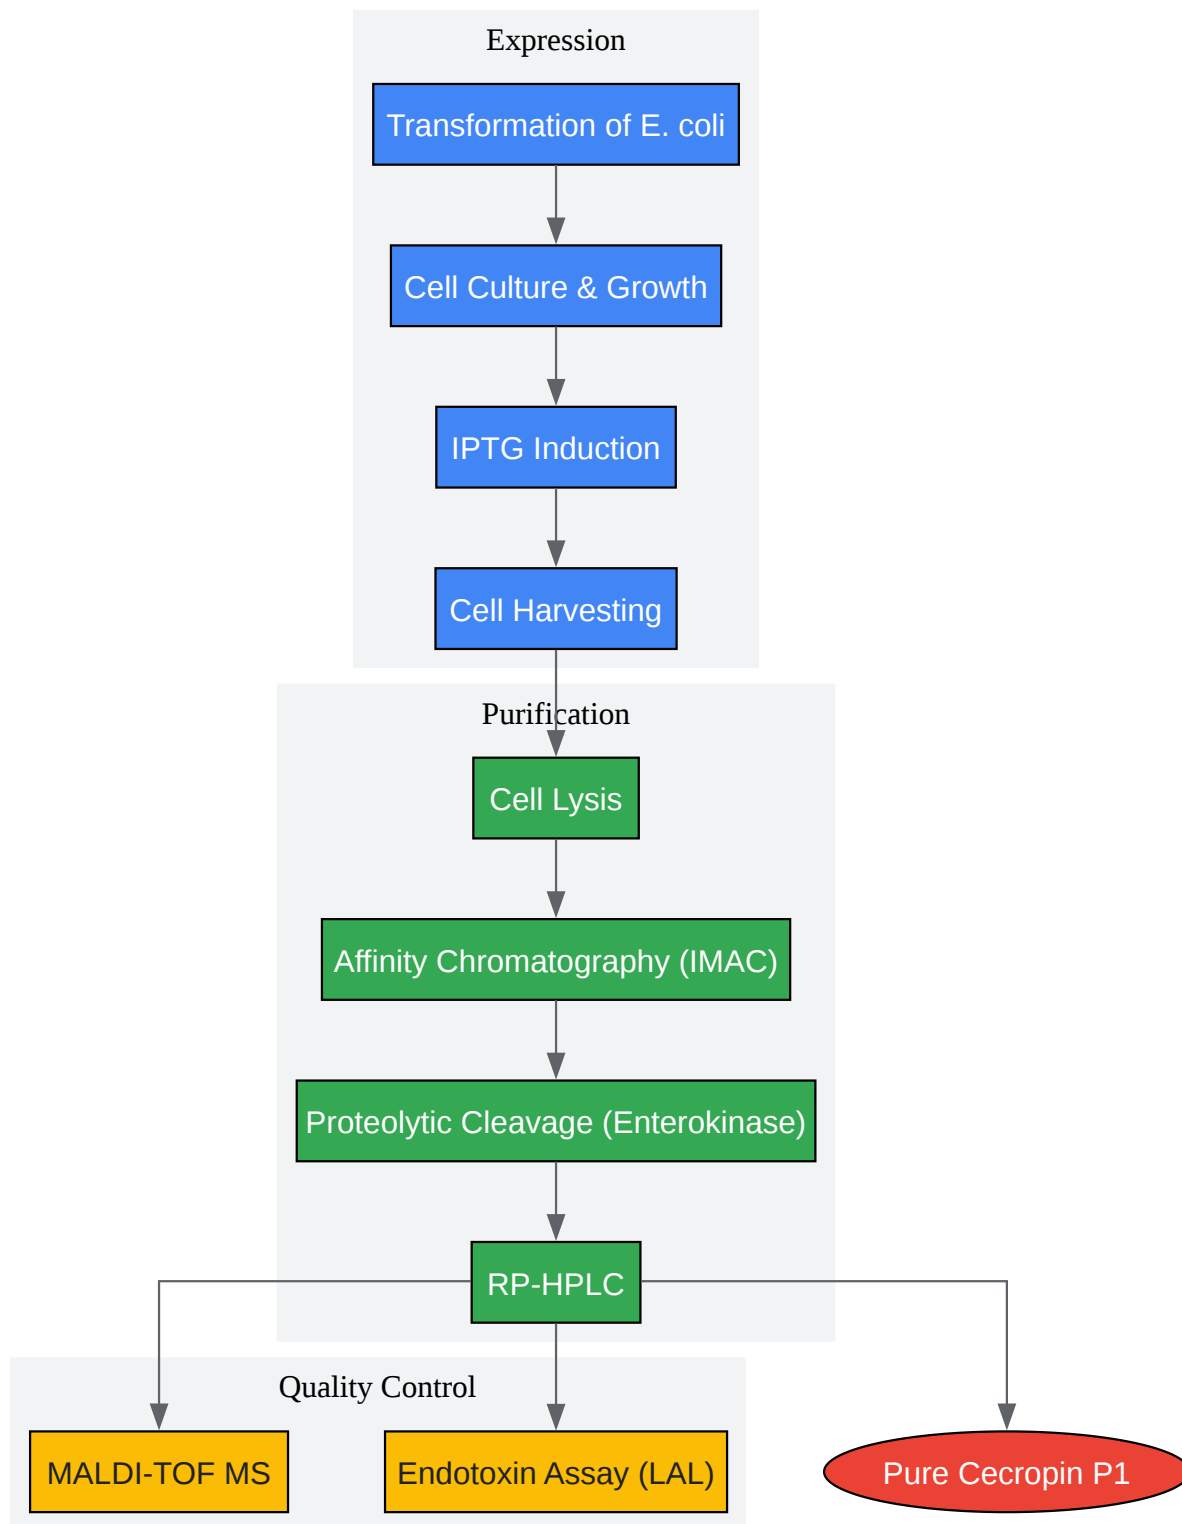 Expression
Transformation of E. coli
Cell Culture & Growth
IPTG Induction
Cell Harvesting
Purification
Cell Lysis
Affinity Chromatography (IMAC)
Proteolytic Cleavage (Enterokinase)
RP-HPLC
Quality Control
MALDI-TOF MS
Endotoxin Assay (LAL)
Pure Cecropin P1